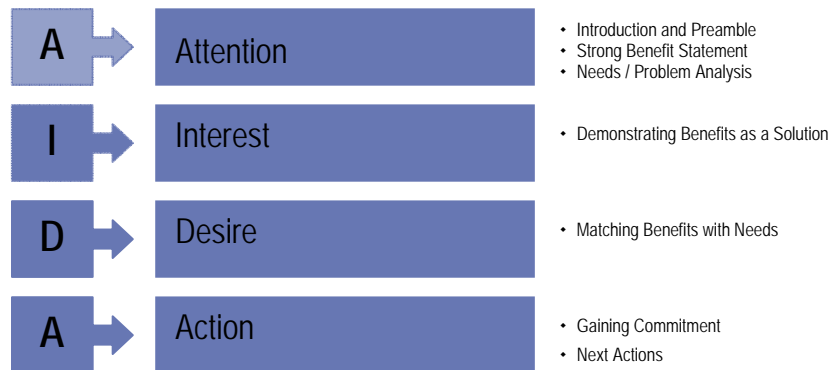 A
Attention
• Introduction and Preamble
• Strong Benefit Statement
• Needs / Problem Analysis
I
Interest
• Demonstrating Benefits as a Solution
D
Desire
• Matching Benefits with Needs
A
Action
• Gaining Commitment
• Next Actions